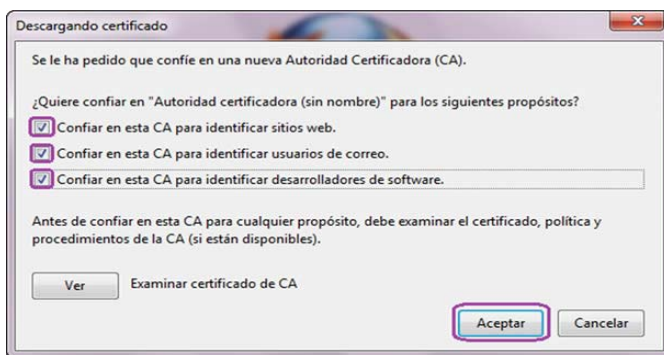 Descargando certificado
Se le ha pedido que confíe en una nueva Autoridad Certificadora (CA).
¿Quiere confiar en "Autoridad certificadora (sin nombre)" para los siguientes propósitos?
Confiar en esta CA para identificar sitios web.
Confiar en esta CA para identificar usuarios de correo.
Confiar en esta CA para identificar desarrolladores de software.
Antes de confiar en esta CA para cualquier propósito, debe examinar el certificado, política y
procedimientos de la CA (si están disponibles).
Ver Examinar certificado de CA
Aceptar Cancelar